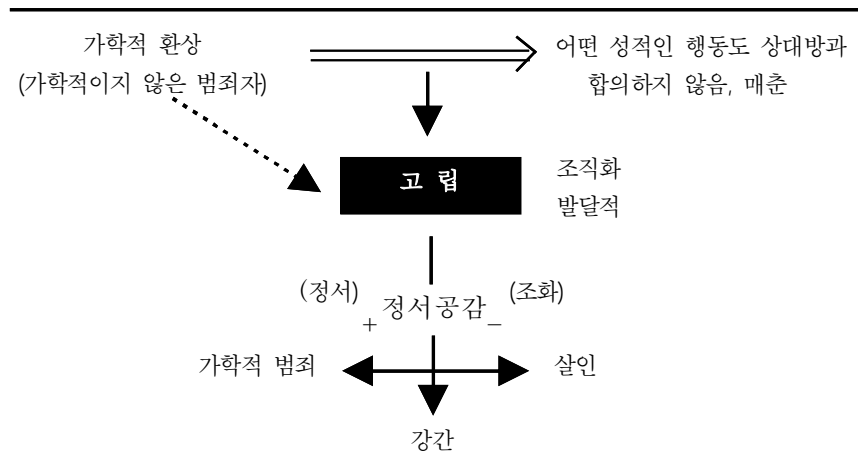 가학적 환상
(가학적이지 않은 범죄자)
어떤 성적인 행동도 상대방과
합의하지 않음, 매춘
고 립
조직화
발달적
(정서) + 정서공감 - (조화)
가학적 범죄
살인
강간